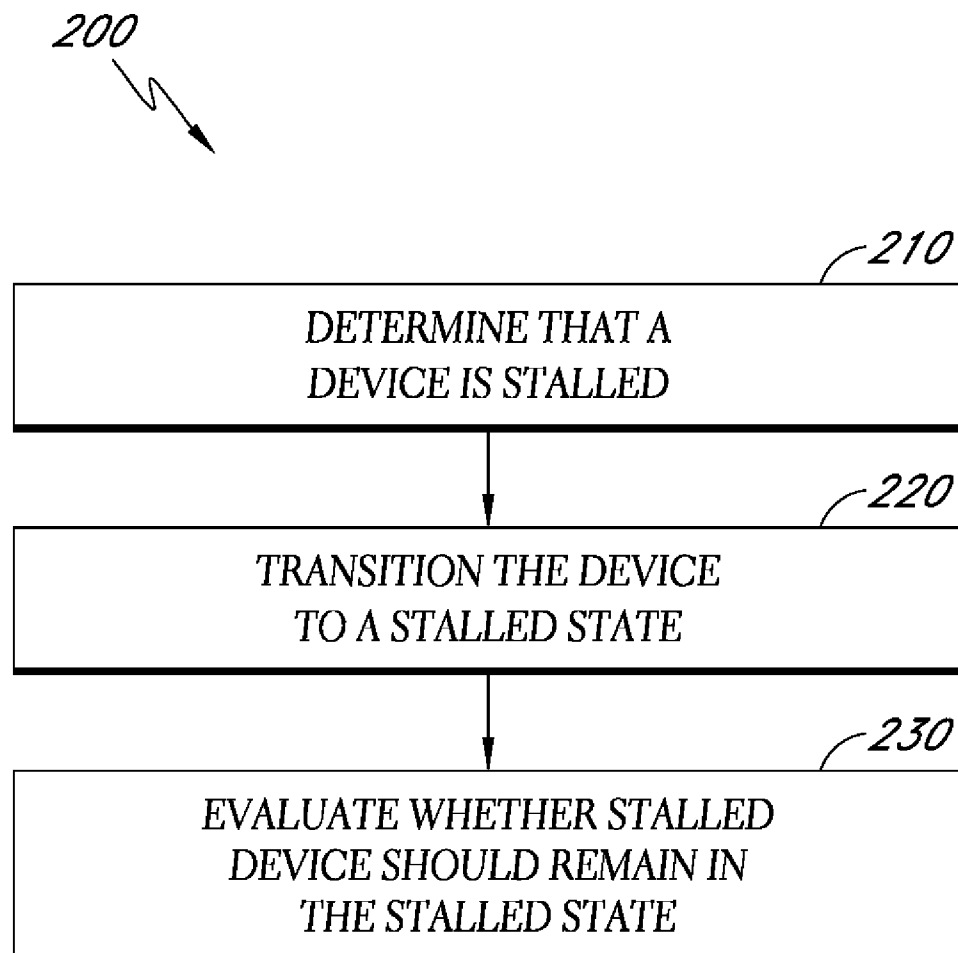 200
210
DETERMINE THAT A
DEVICE IS STALLED
220
TRANSITION THE DEVICE
TO A STALLED STATE
230
EVALUATE WHETHER STALLED
DEVICE SHOULD REMAIN IN
THE STALLED STATE